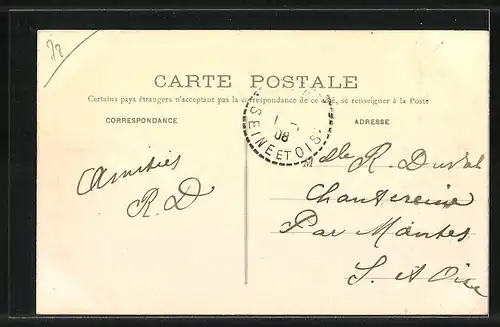 78
CARTE POSTALE
Certains pays étrangers n'acceptant pas la correspondance de ce côté, se renseigner à la Poste
CORRESPONDANCE
ADRESSE
SEINE ET OISE
08
Amitiés
R. D
Mdlle R. Duval
Chantereine
Par Mantes
S. et Oise